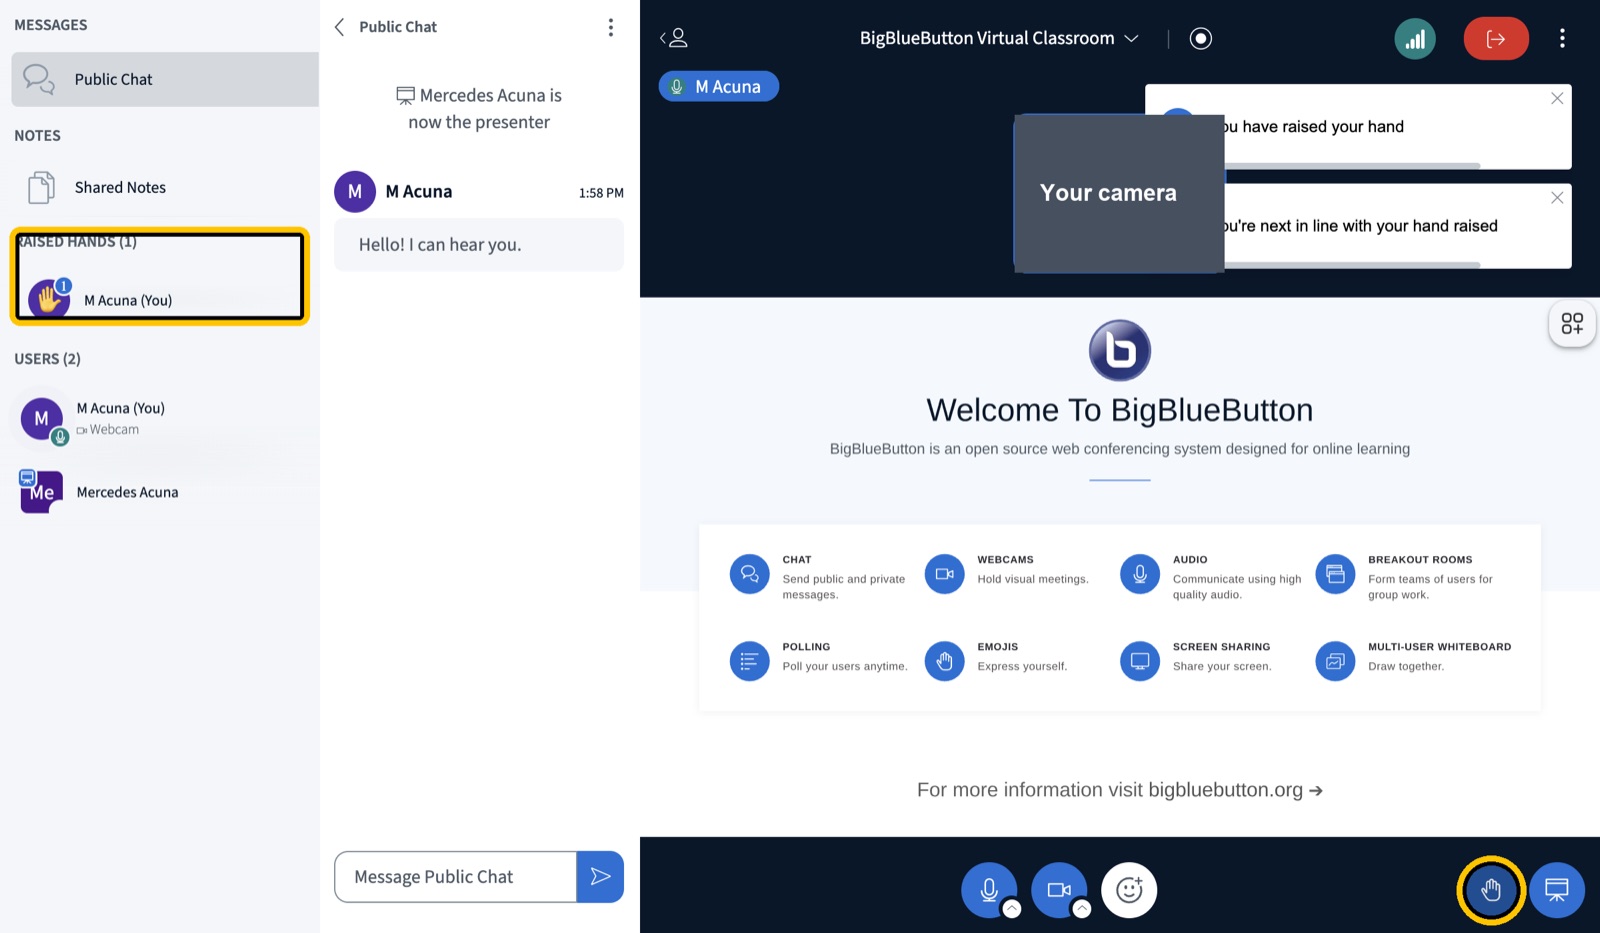 MESSAGES
Public Chat
NOTES
Shared Notes
RAISED HANDS (1)
1
M Acuna (You)
USERS (2)
M
M Acuna (You)
Webcam
Me
Mercedes Acuna
Public Chat
Mercedes Acuna is
now the presenter
M
M Acuna
1:58 PM
Hello! I can hear you.
Message Public Chat
BigBlueButton Virtual Classroom
M Acuna
ou have raised your hand
Your camera
ou're next in line with your hand raised
b
Welcome To BigBlueButton
BigBlueButton is an open source web conferencing system designed for online learning
CHAT
Send public and private
messages.
WEBCAMS
Hold visual meetings.
AUDIO
Communicate using high
quality audio.
BREAKOUT ROOMS
Form teams of users for
group work.
POLLING
Poll your users anytime.
EMOJIS
Express yourself.
SCREEN SHARING
Share your screen.
MULTI-USER WHITEBOARD
Draw together.
For more information visit bigbluebutton.org →